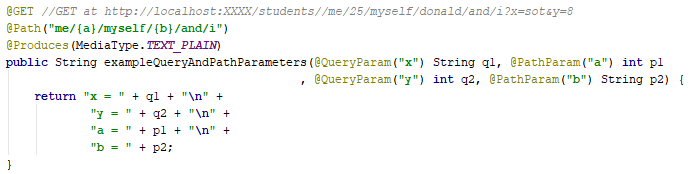 @GET //GET at http://localhost:XXXX/students//me/25/myself/donald/and/i?x=sot&y=8
@Path("me/{a}/myself/{b}/and/i")
@Produces(MediaType.TEXT_PLAIN)
public String exampleQueryAndPathParameters(@QueryParam("x") String q1, @PathParam("a") int p1
, @QueryParam("y") int q2, @PathParam("b") String p2) {
return "x = " + q1 + "\n" +
"y = " + q2 + "\n" +
"a = " + p1 + "\n" +
"b = " + p2;
}